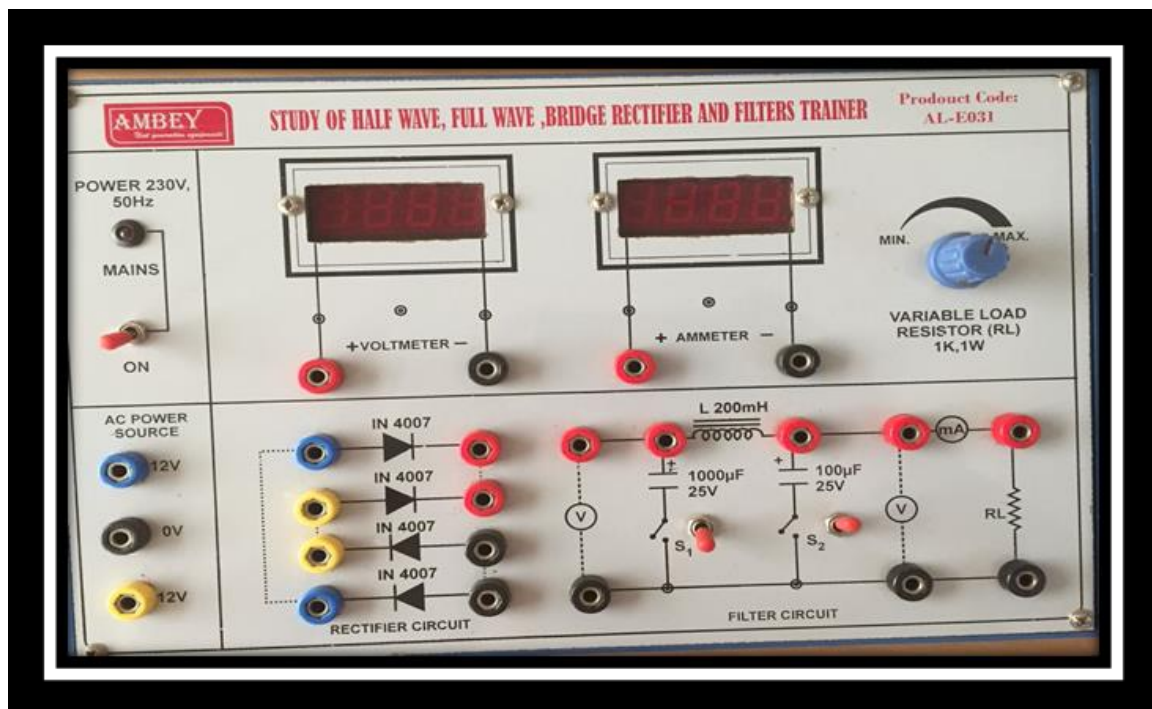 AMBEY
STUDY OF HALF WAVE, FULL WAVE ,BRIDGE RECTIFIER AND FILTERS TRAINER
Prodouct Code:
AL-E031
POWER 230V,
50Hz
MAINS
ON
+ VOLTMETER −
+ AMMETER −
MIN.
MAX.
VARIABLE LOAD
RESISTOR (RL)
1K,1W
AC POWER
SOURCE
12V
0V
12V
IN 4007
IN 4007
IN 4007
IN 4007
RECTIFIER CIRCUIT
V
L 200mH
+
1000µF
25V
S1
+
100µF
25V
S2
V
mA
RL
FILTER CIRCUIT